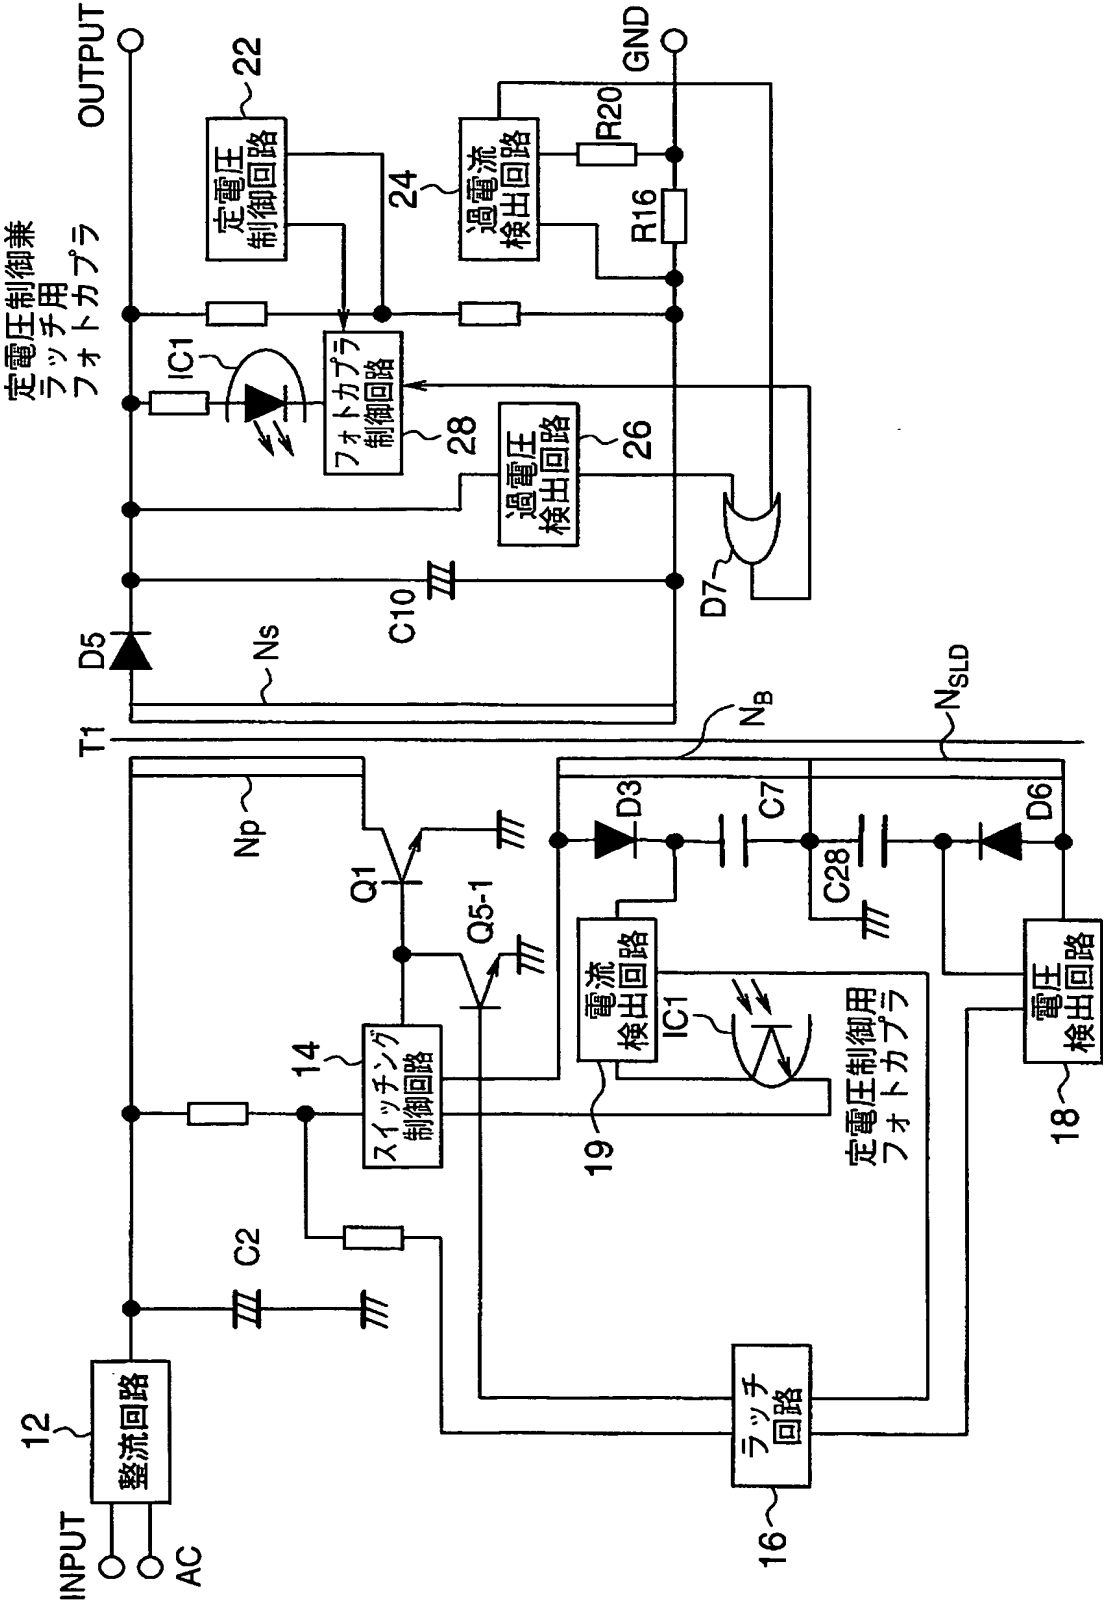 INPUT
AC
12
整流回路
C2
14
スイッチング
制御回路
16
ラッチ
回路
Q1
Q5-1
Np
T1
19
電流
検出回路
IC1
定電圧制御用
フォトカプラ
18
電圧
検出回路
D3
C7
C28
D6
NB
NSLD
D5
Ns
C10
定電圧制御兼
ラッチ用
フォトカプラ
IC1
フォトカプラ
制御回路
28
過電圧
検出回路
26
D7
22
定電圧
制御回路
24
過電流
検出回路
R20
R16
OUTPUT
GND